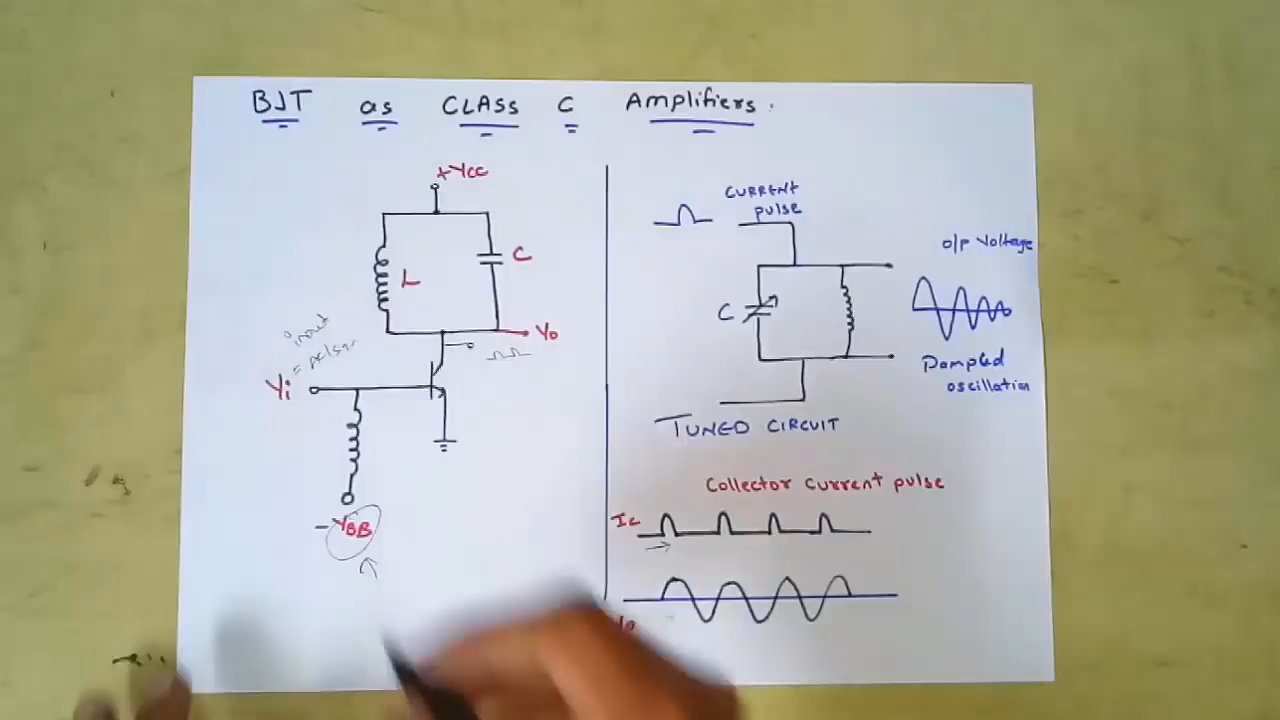 BJT as CLASS C Amplifiers.
+VCC
L
C
Vo
input
= pulses
Vi
-VBB
CURRENT
pulse
o/p Voltage
C
Damped
oscillation
TUNED CIRCUIT
Collector current pulse
Ic